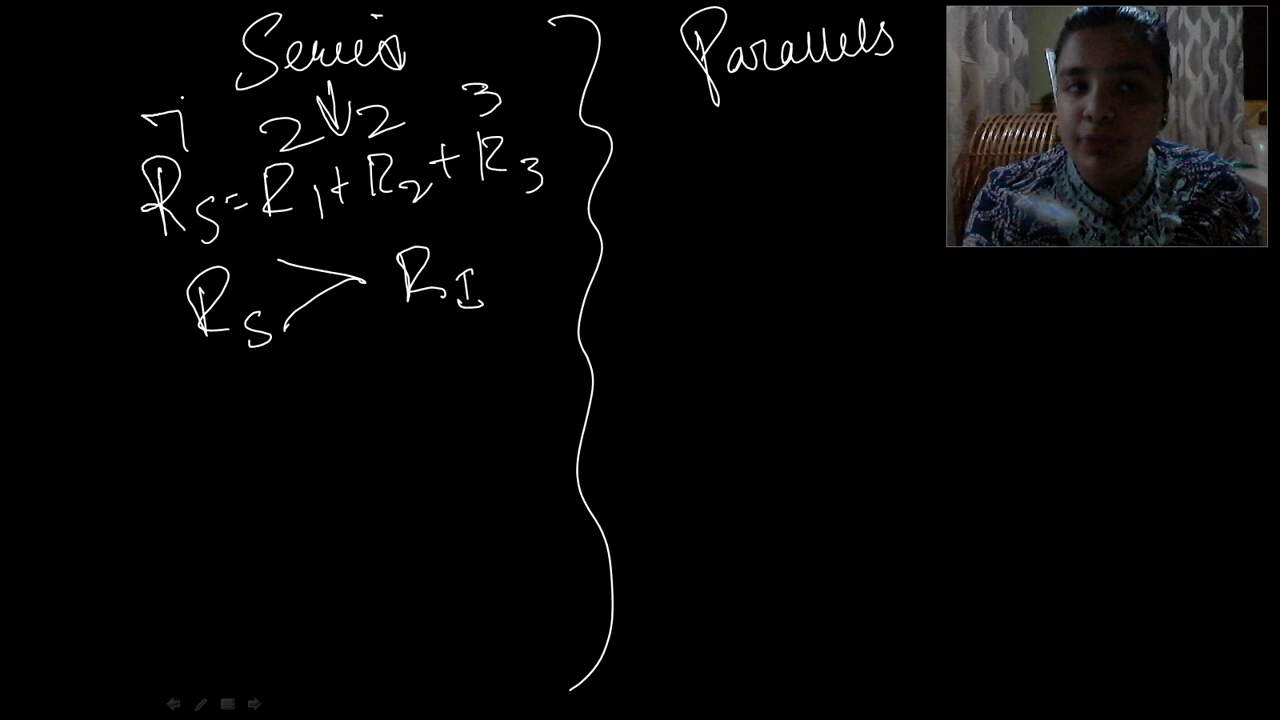 Series
7 2 2 3
Rs = R1 + R2 + R3
Rs > RI
Parallels